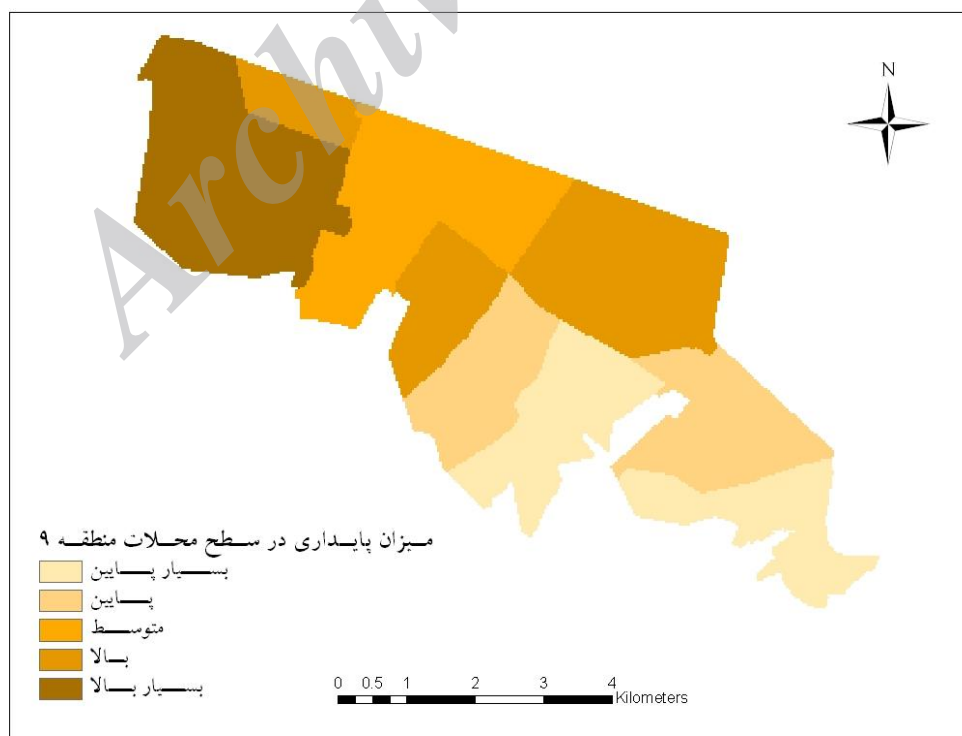 Archiv
N
میزان پایداری در سطح محلات منطقه ۹
بسیار پایین
پایین
متوسط
بالا
بسیار بالا
0 0.5 1 2 3 4
Kilometers